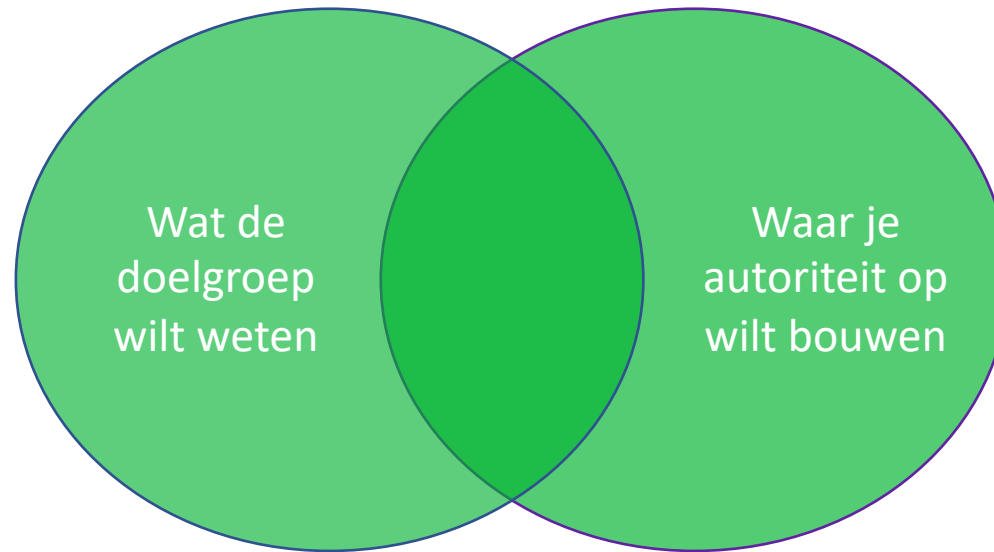 Wat de
doelgroep
wilt weten
Waar je
autoriteit op
wilt bouwen